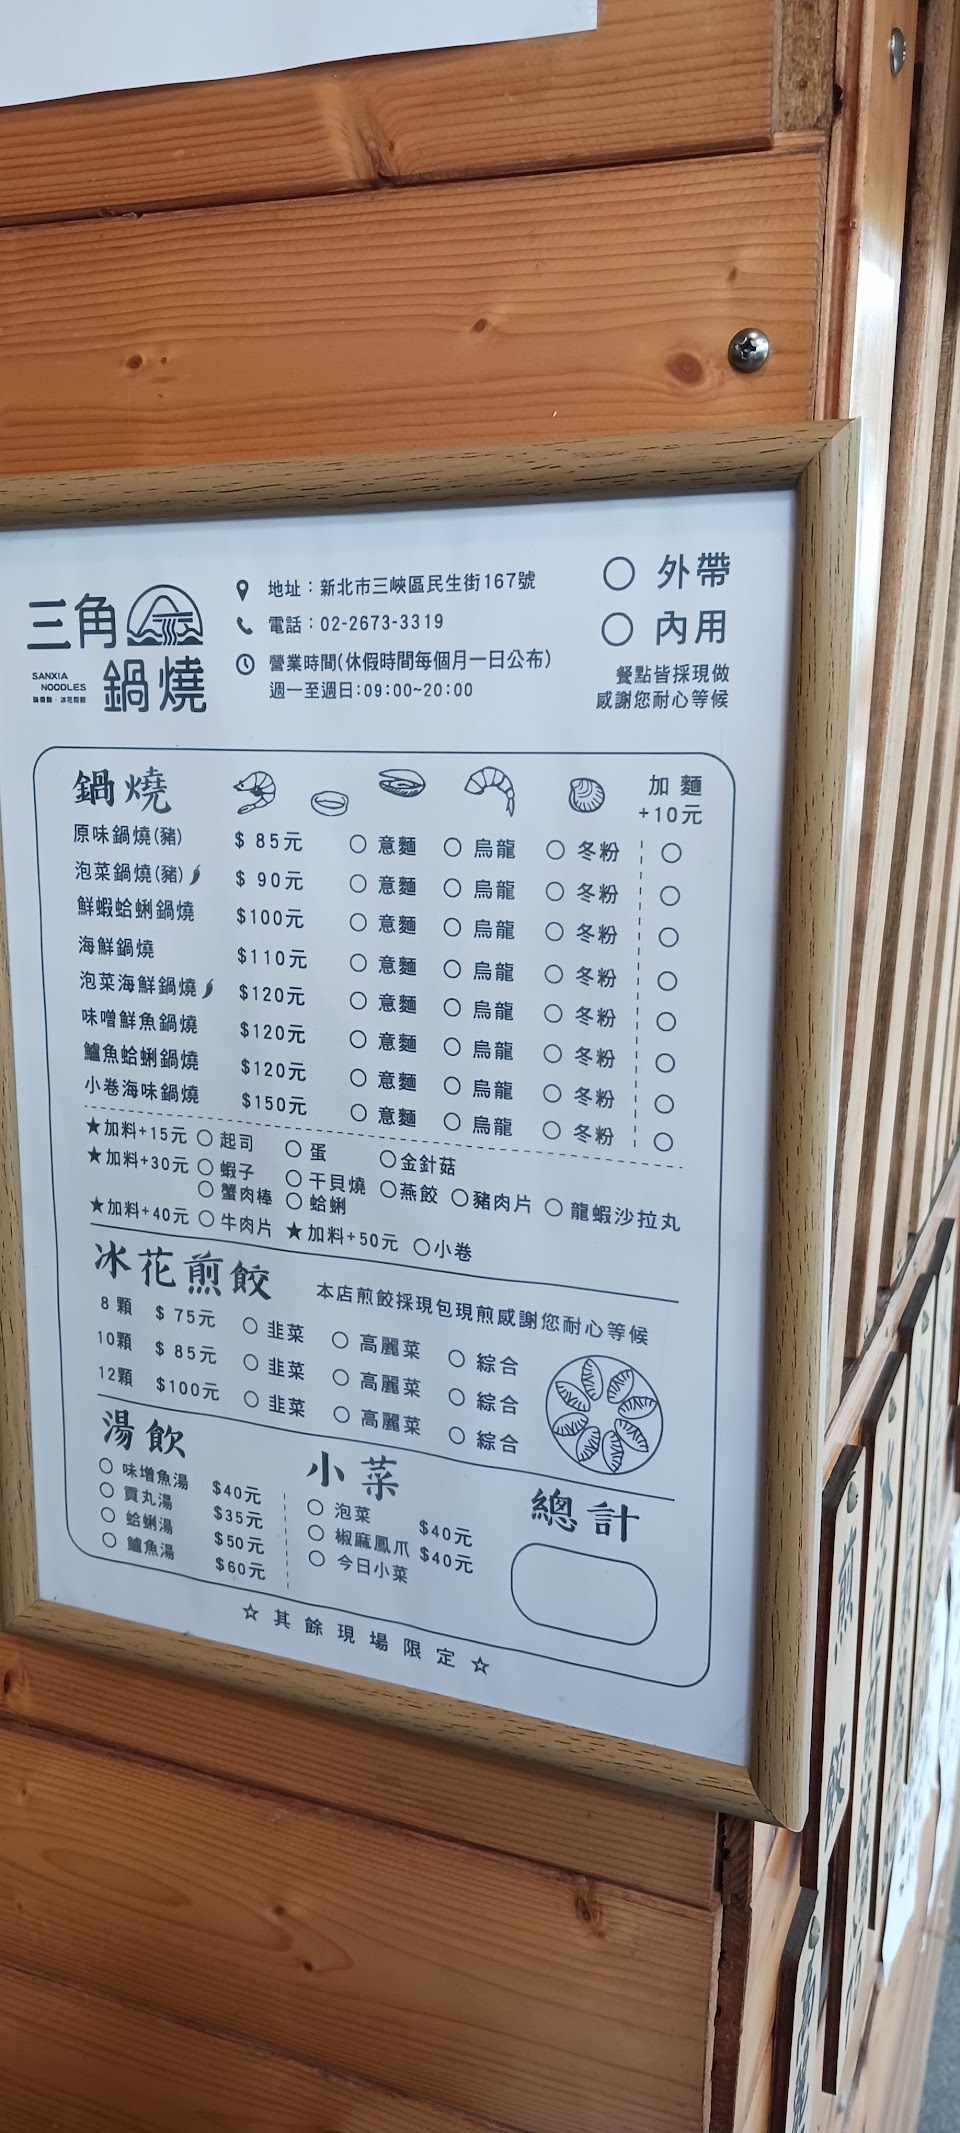 三角
鍋燒
SANXIA
NOODLES
地址：新北市三峽區民生街167號
電話：02-2673-3319
營業時間(休假時間每個月一日公布)
週一至週日：09:00~20:00
○ 外帶
○ 內用
餐點皆採現做
感謝您耐心等候
鍋燒
加麵
+10元
原味鍋燒(豬) $ 85元 ○ 意麵 ○ 烏龍 ○ 冬粉 ○
泡菜鍋燒(豬) $ 90元 ○ 意麵 ○ 烏龍 ○ 冬粉 ○
鮮蝦蛤蜊鍋燒 $100元 ○ 意麵 ○ 烏龍 ○ 冬粉 ○
海鮮鍋燒 $110元 ○ 意麵 ○ 烏龍 ○ 冬粉 ○
泡菜海鮮鍋燒 $120元 ○ 意麵 ○ 烏龍 ○ 冬粉 ○
味噌鮮魚鍋燒 $120元 ○ 意麵 ○ 烏龍 ○ 冬粉 ○
鱸魚蛤蜊鍋燒 $120元 ○ 意麵 ○ 烏龍 ○ 冬粉 ○
小卷海味鍋燒 $150元 ○ 意麵 ○ 烏龍 ○ 冬粉 ○
★加料+15元 ○ 起司 ○ 蛋 ○金針菇
★加料+30元 ○ 蝦子 ○ 干貝燒 ○燕餃 ○豬肉片 ○ 龍蝦沙拉丸
○ 蟹肉棒 ○ 蛤蜊
★加料+40元 ○ 牛肉片 ★加料+50元 ○小卷
冰花煎餃 本店煎餃採現包現煎感謝您耐心等候
8 顆 $ 75元 ○ 韭菜 ○ 高麗菜 ○ 綜合
10顆 $ 85元 ○ 韭菜 ○ 高麗菜 ○ 綜合
12顆 $100元 ○ 韭菜 ○ 高麗菜 ○ 綜合
湯飲
○ 味增魚湯 $40元
○ 貢丸湯 $35元
○ 蛤蜊湯 $50元
○ 鱸魚湯 $60元
小菜
○ 泡菜 $40元
○ 椒麻鳳爪 $40元
○ 今日小菜
總計
☆其餘現場限定☆
煎餃